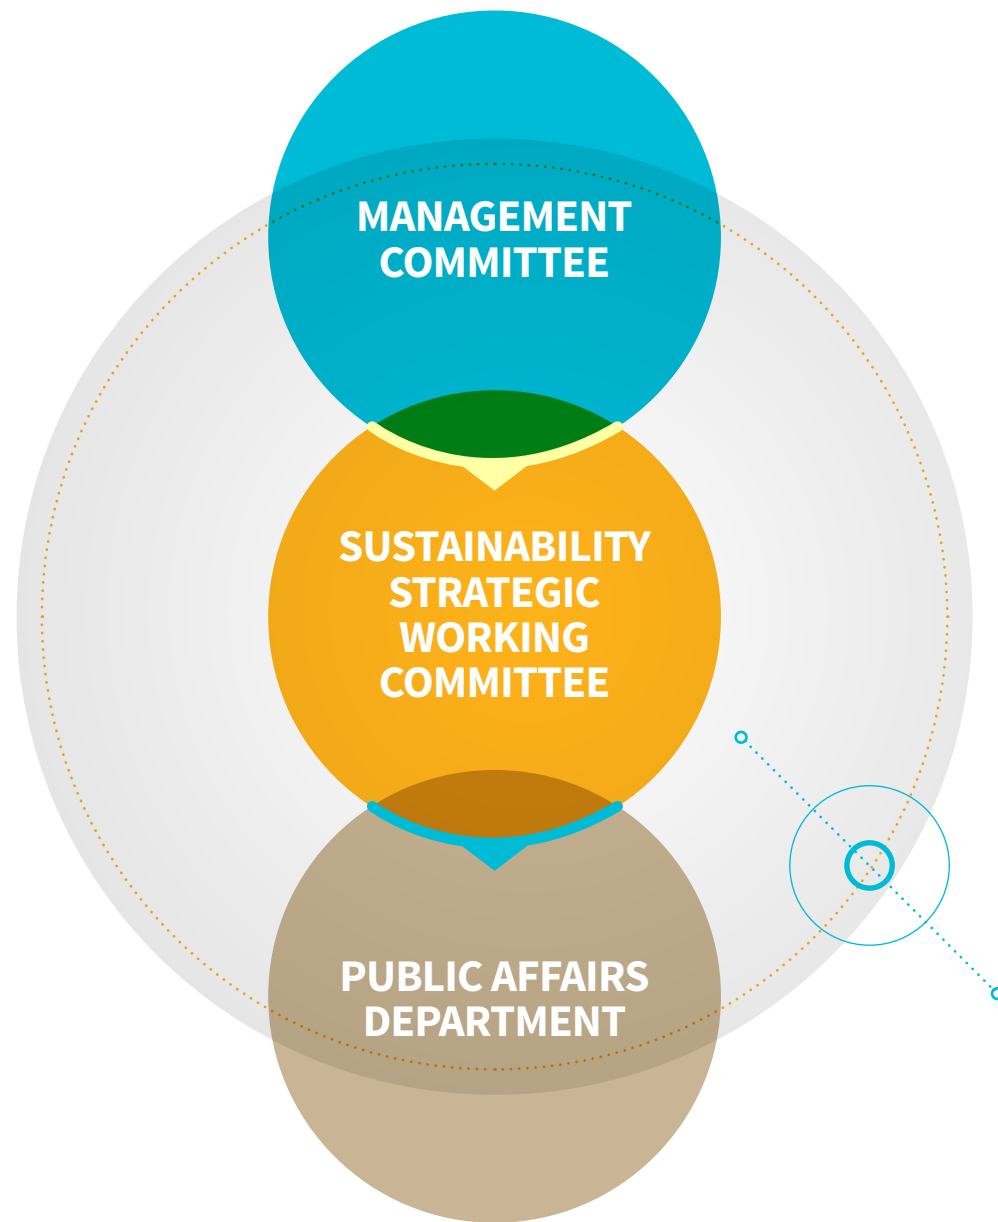 MANAGEMENT
COMMITTEE
SUSTAINABILITY
STRATEGIC
WORKING
COMMITTEE
PUBLIC AFFAIRS
DEPARTMENT